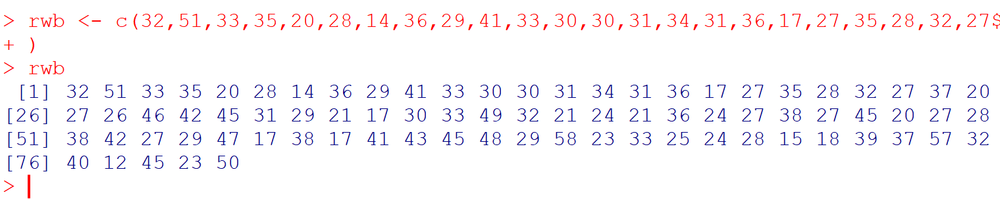 > rwb <- c(32,51,33,35,20,28,14,36,29,41,33,30,30,31,34,31,36,17,27,35,28,32,27$
+ )
> rwb
[1] 32 51 33 35 20 28 14 36 29 41 33 30 30 31 34 31 36 17 27 35 28 32 27 37 20
[26] 27 26 46 42 45 31 29 21 17 30 33 49 32 21 24 21 36 24 27 38 27 45 20 27 28
[51] 38 42 27 29 47 17 38 17 41 43 45 48 29 58 23 33 25 24 28 15 18 39 37 57 32
[76] 40 12 45 23 50
>